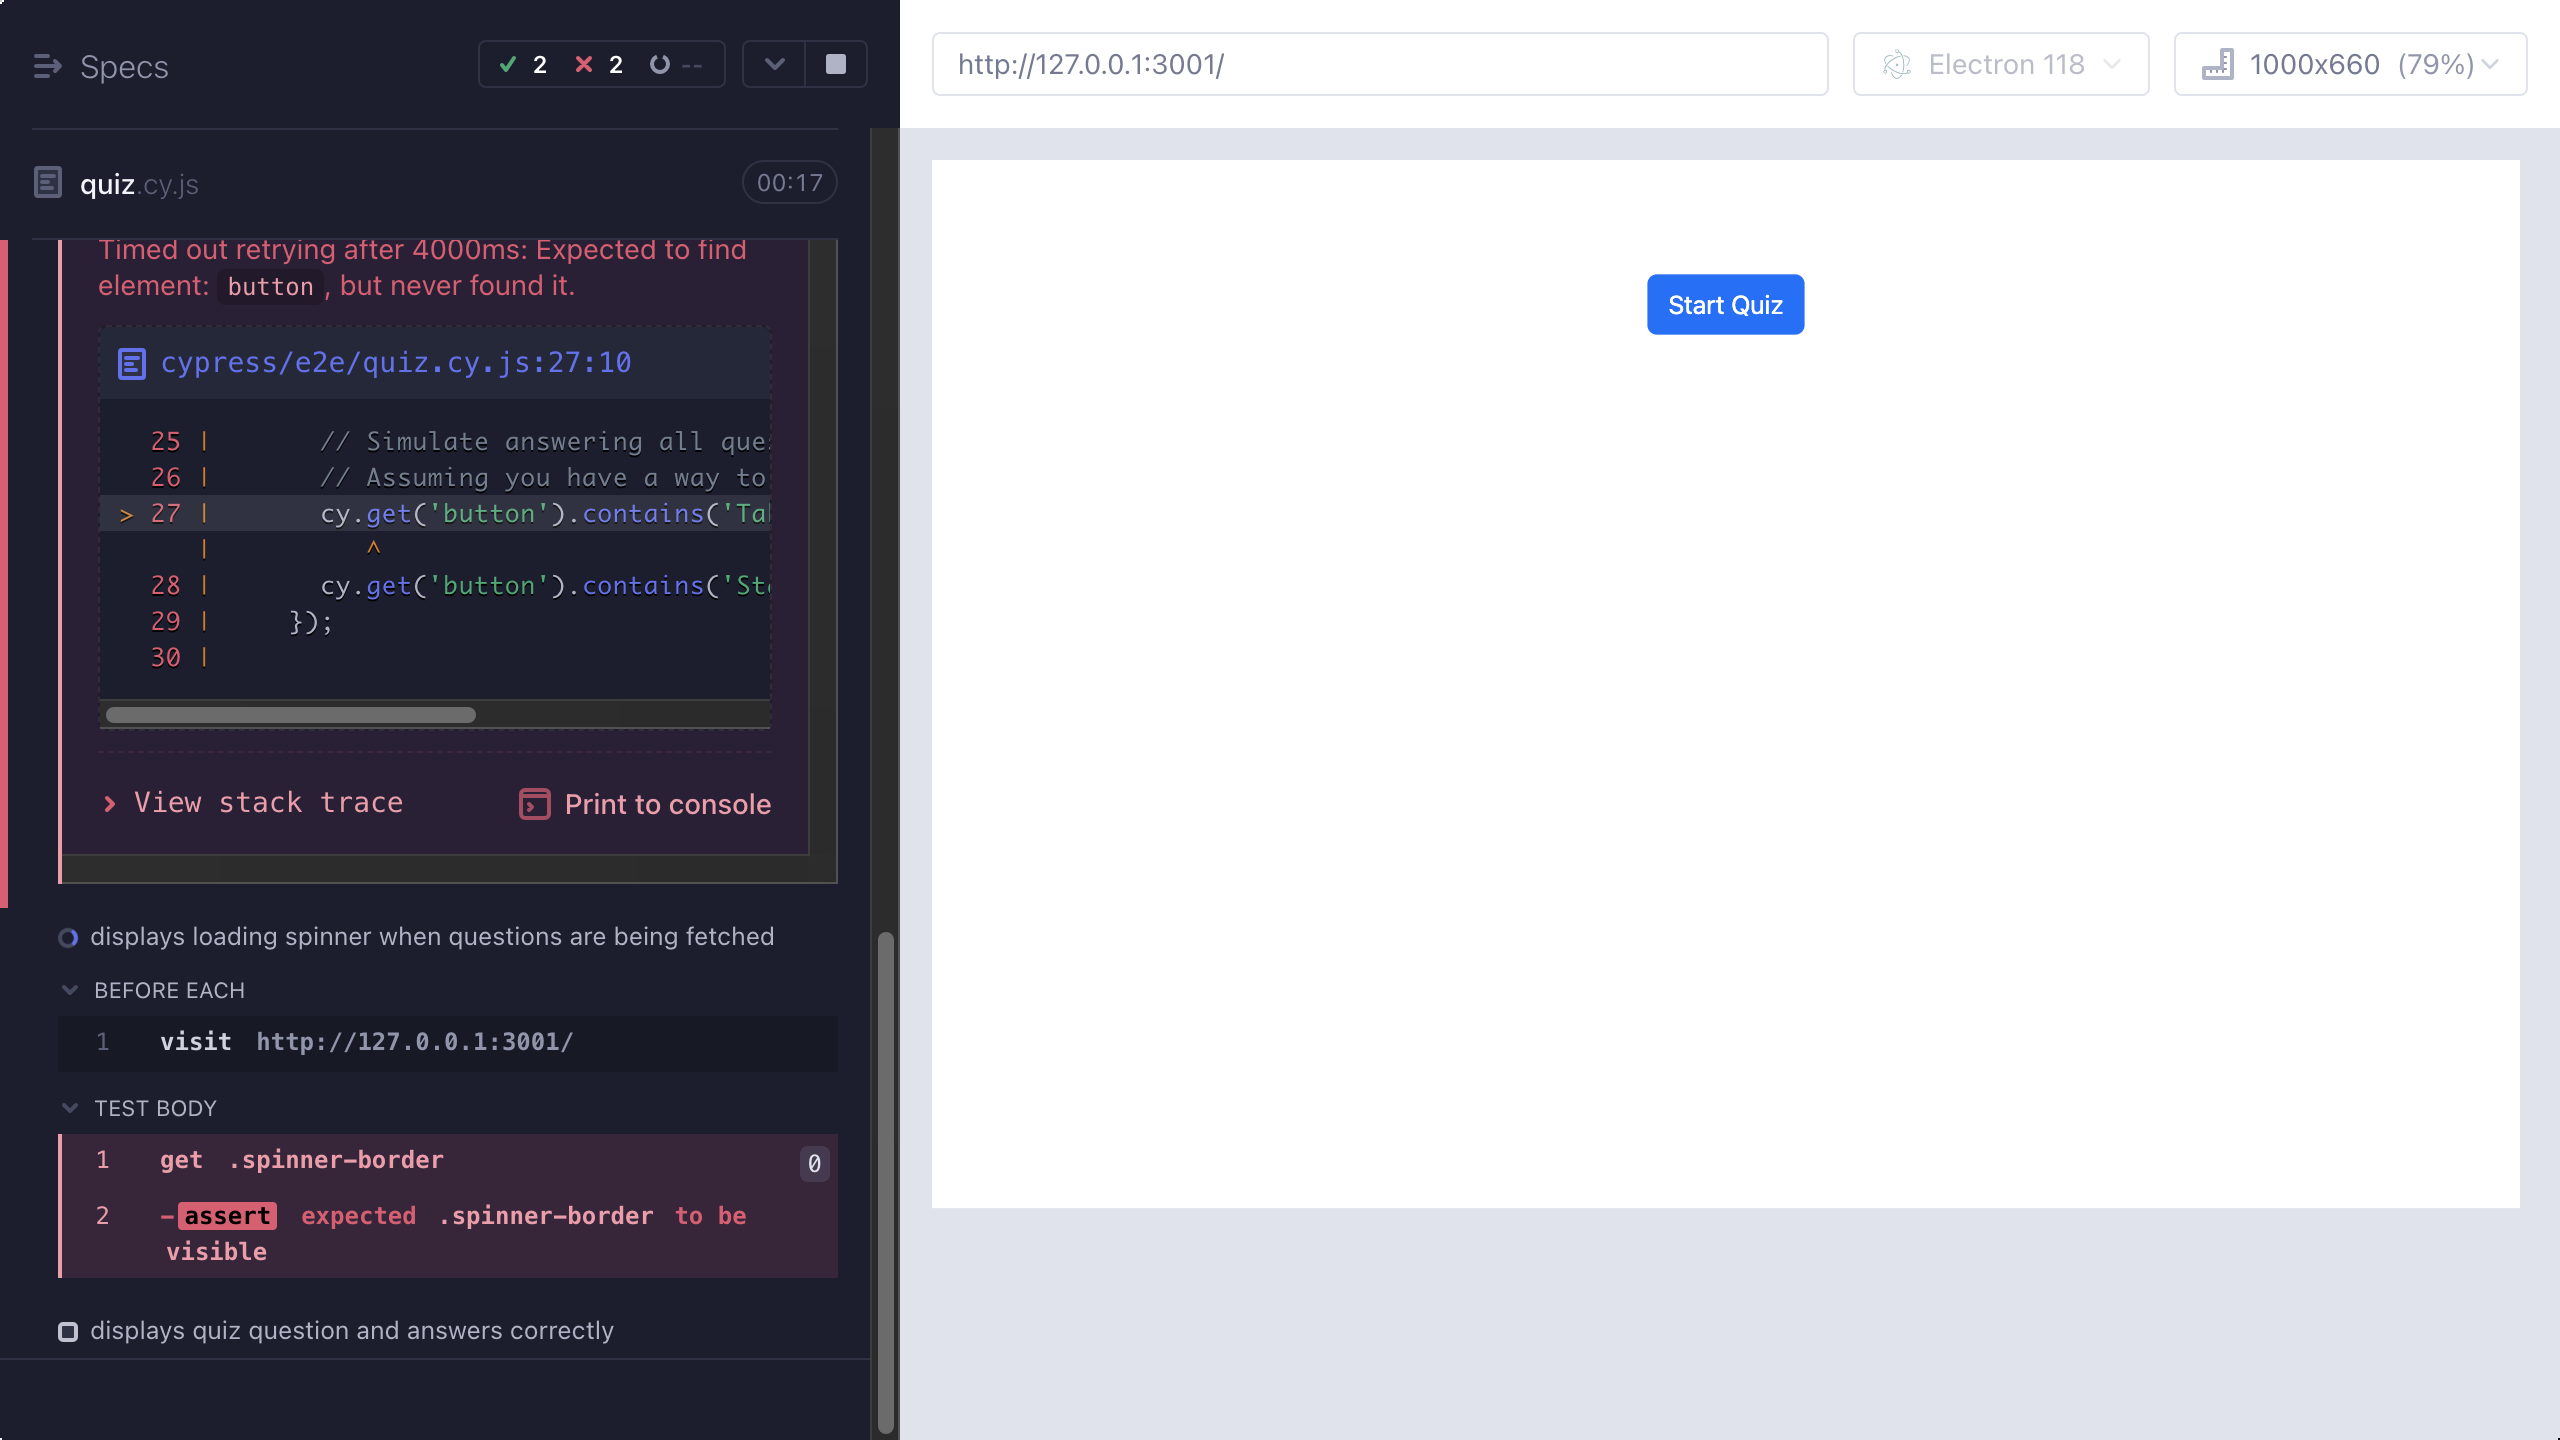 Specs
2 2 --
quiz.cy.js 00:17
Timed out retrying after 4000ms: Expected to find
element: button, but never found it.
cypress/e2e/quiz.cy.js:27:10
25 | // Simulate answering all que
26 | // Assuming you have a way to
> 27 | cy.get('button').contains('Ta
| ^
28 | cy.get('button').contains('St
29 | });
30 |
View stack trace
Print to console
displays loading spinner when questions are being fetched
BEFORE EACH
1 visit http://127.0.0.1:3001/
TEST BODY
1 get .spinner-border 0
2 -assert expected .spinner-border to be
visible
displays quiz question and answers correctly
http://127.0.0.1:3001/
Electron 118
1000x660 (79%)
Start Quiz